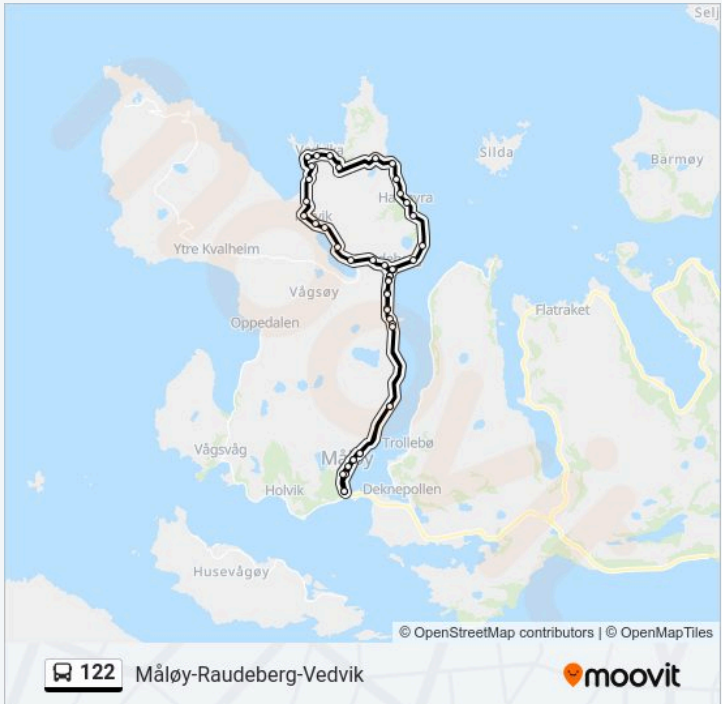 Selj
Silda
Barmøy
Ytre Kvalheim
Vågsøy
Flatraket
Oppedalen
Trollebø
Vågsvåg
Måløy
Holvik
Deknepollen
Husevågøy
© OpenStreetMap contributors | © OpenMapTiles
122 Måløy-Raudeberg-Vedvik
moovit